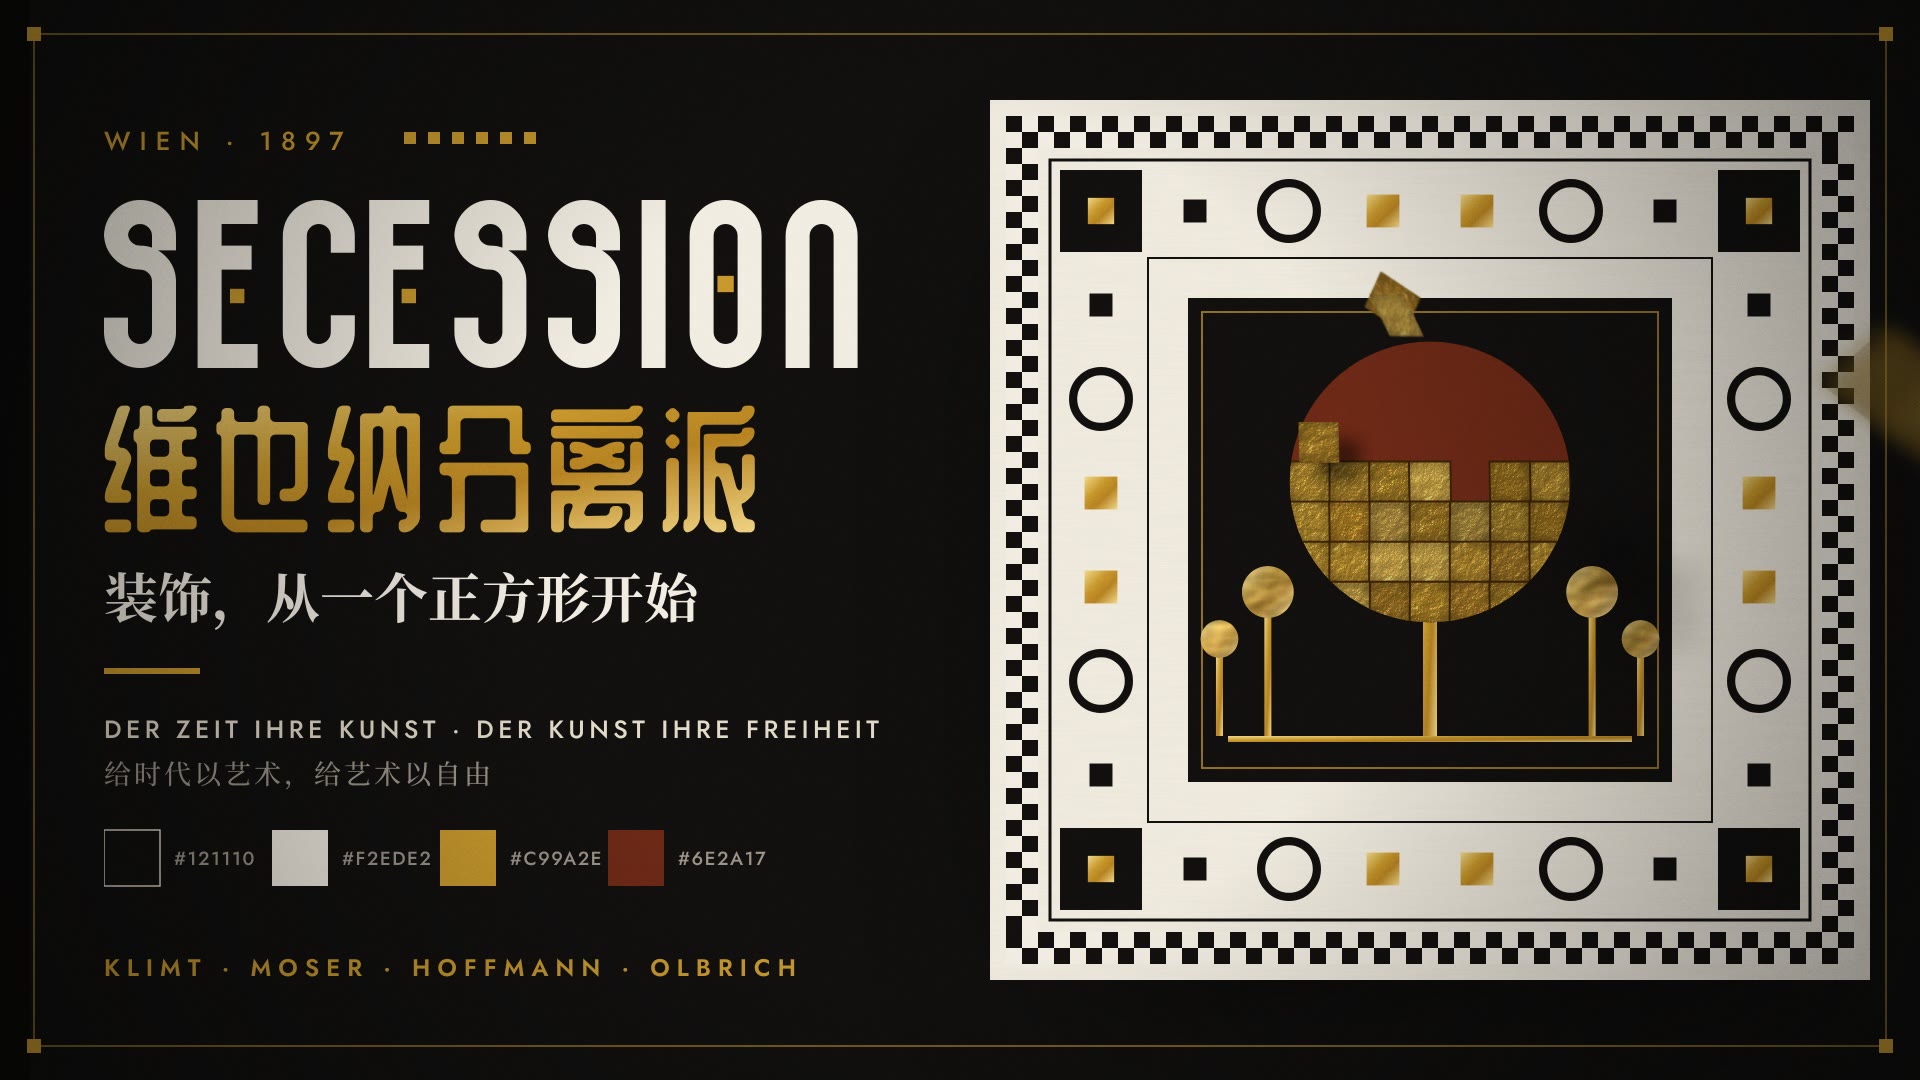 WIEN · 1897
SECESSION
维也纳分离派
装饰，从一个正方形开始
DER ZEIT IHRE KUNST · DER KUNST IHRE FREIHEIT
给时代以艺术，给艺术以自由
#121110 #F2EDE2 #C99A2E #6E2A17
KLIMT · MOSER · HOFFMANN · OLBRICH